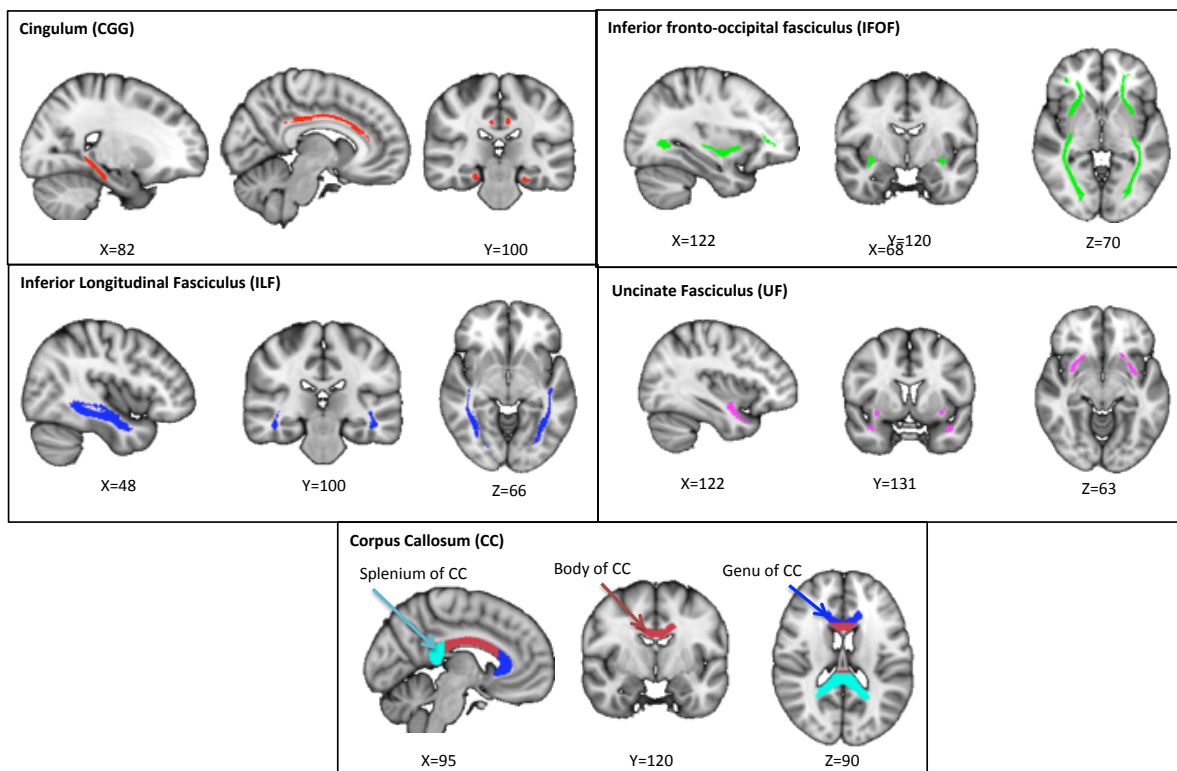 Cingulum (CGG)
X=82
Y=100
Inferior fronto-occipital fasciculus (IFOF)
X=122
Y=120
X=68
Z=70
Inferior Longitudinal Fasciculus (ILF)
X=48
Y=100
Z=66
Uncinate Fasciculus (UF)
X=122
Y=131
Z=63
Corpus Callosum (CC)
Splenium of CC
Body of CC
Genu of CC
X=95
Y=120
Z=90